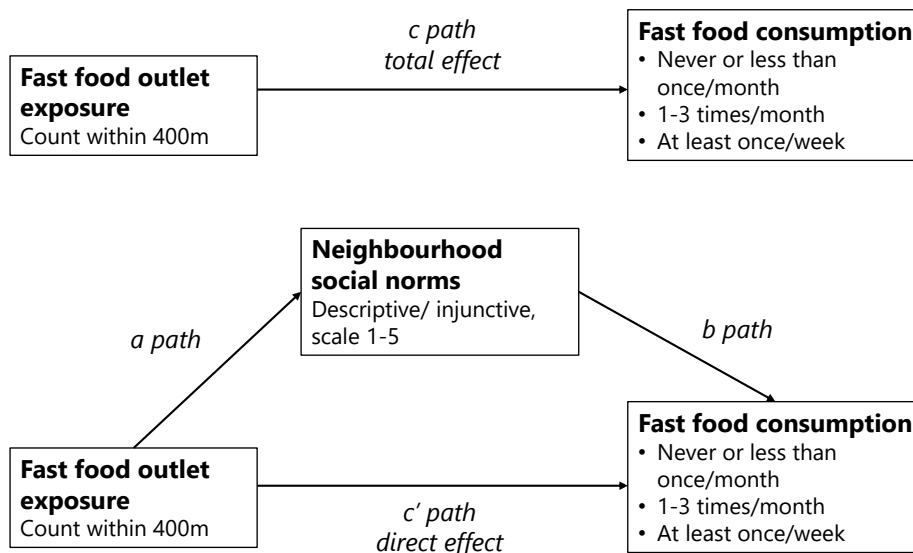 c path
total effect
Fast food outlet
exposure
Count within 400m
Fast food consumption
• Never or less than
once/month
• 1-3 times/month
• At least once/week
Neighbourhood
social norms
Descriptive/ injunctive,
scale 1-5
a path
b path
Fast food outlet
exposure
Count within 400m
c’ path
direct effect
Fast food consumption
• Never or less than
once/month
• 1-3 times/month
• At least once/week